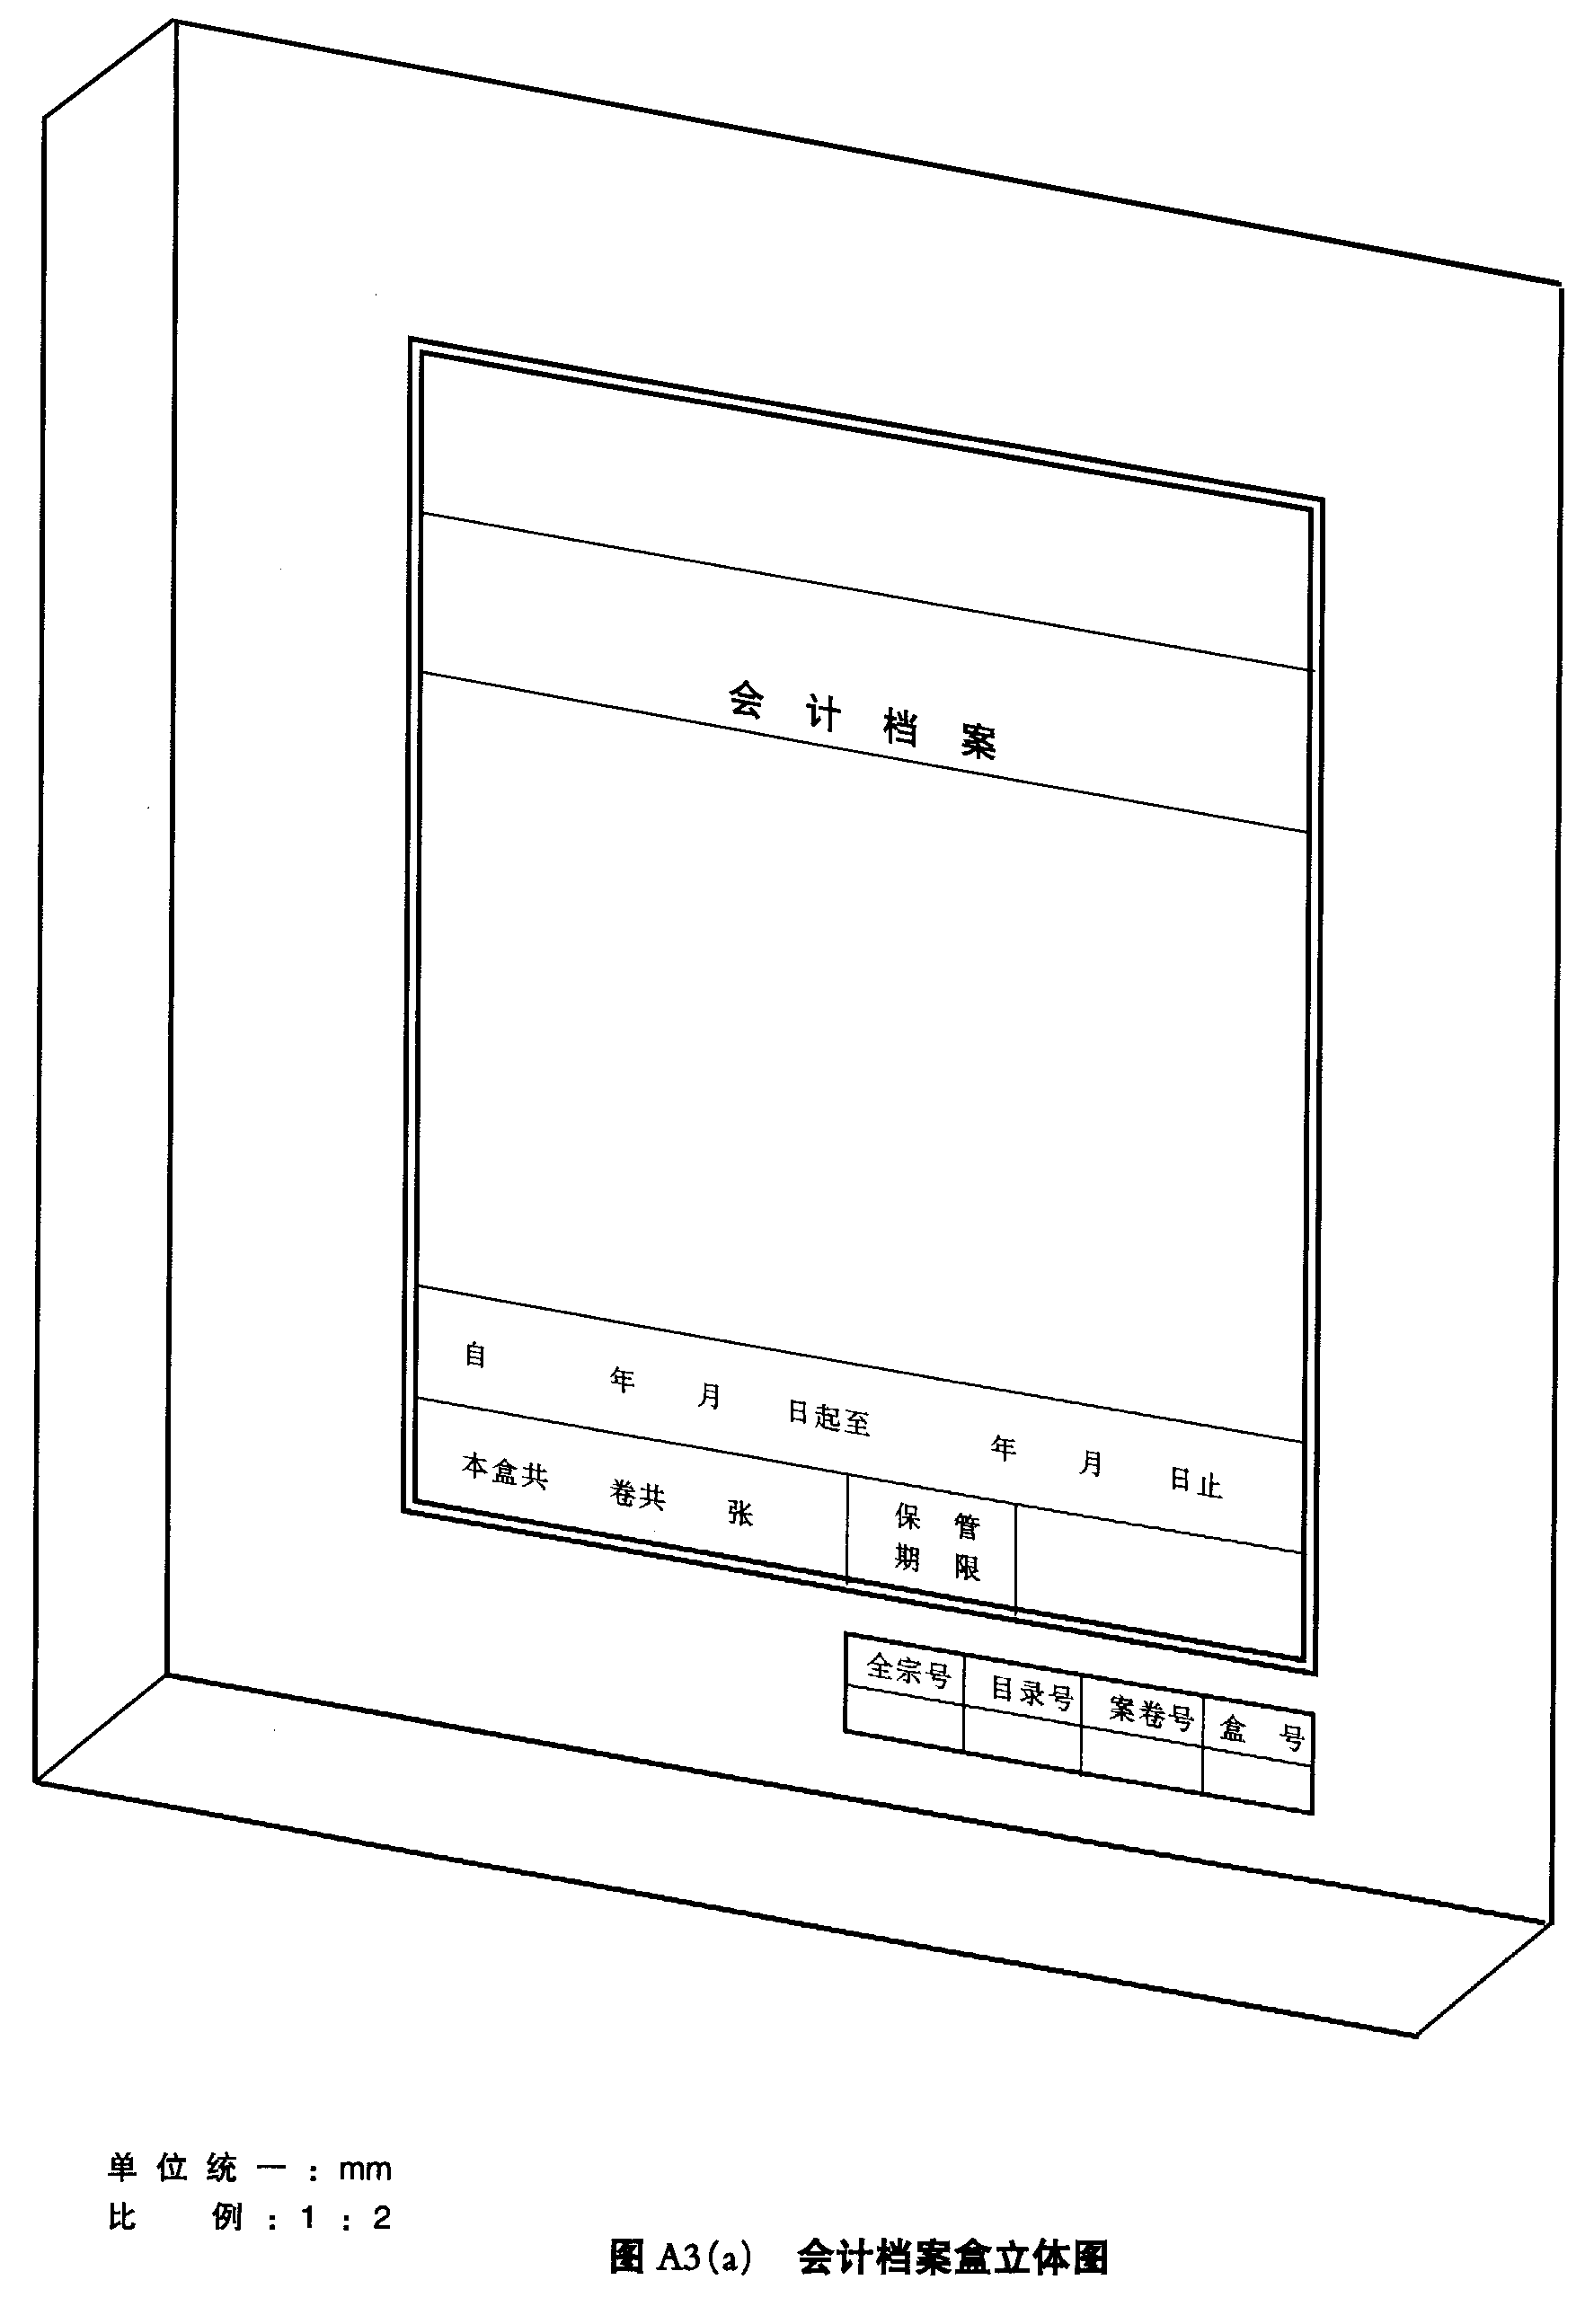 会 计 档 案
自 年 月 日起至 年 月 日止
本盒共 卷共 张
保 管
期 限
全宗号 目录号 案卷号 盒 号
单位统一：mm
比 例：1：2
图 A3(a) 会计档案盒立体图